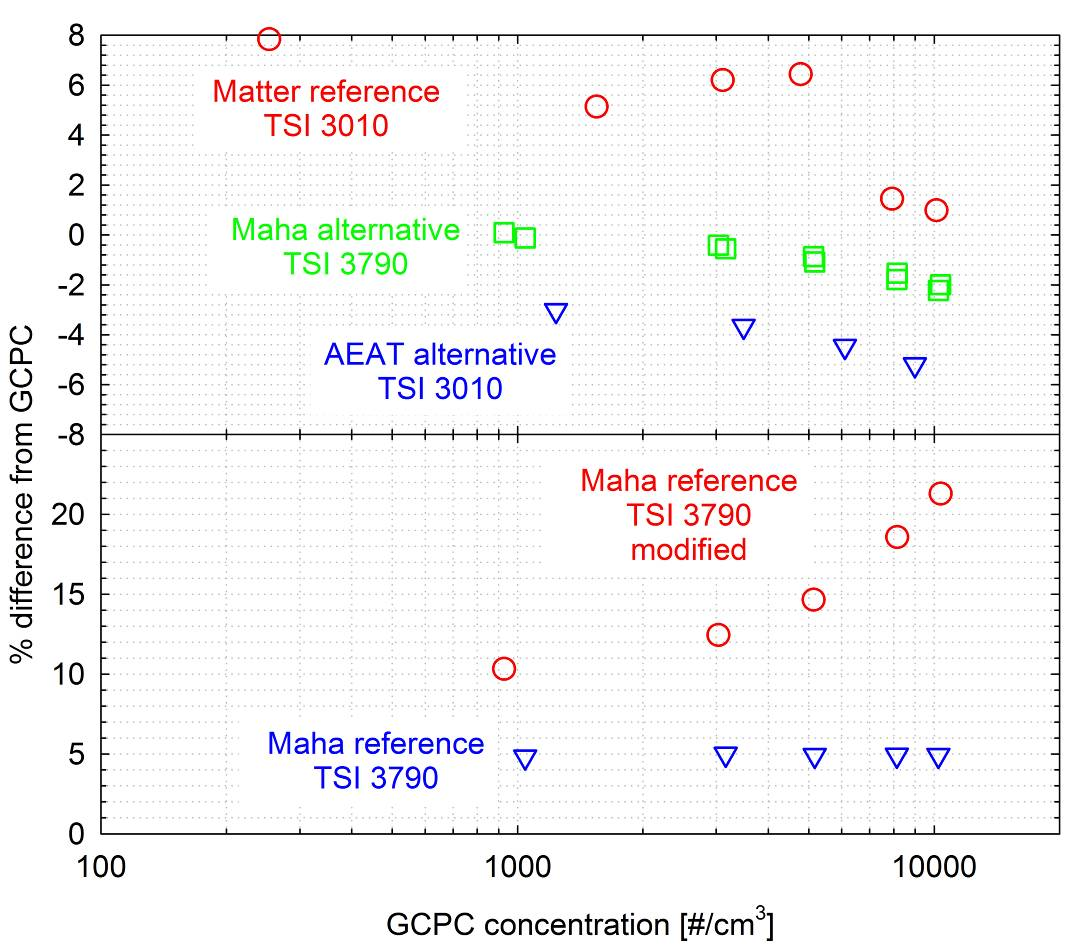 8
6
4
2
0
-2
-4
-6
-8
Matter reference
TSI 3010
Maha alternative
TSI 3790
AEAT alternative
TSI 3010
% difference from GCPC
20
15
10
5
0
Maha reference
TSI 3790
modified
Maha reference
TSI 3790
100
1000
10000
GCPC concentration [#/cm³]